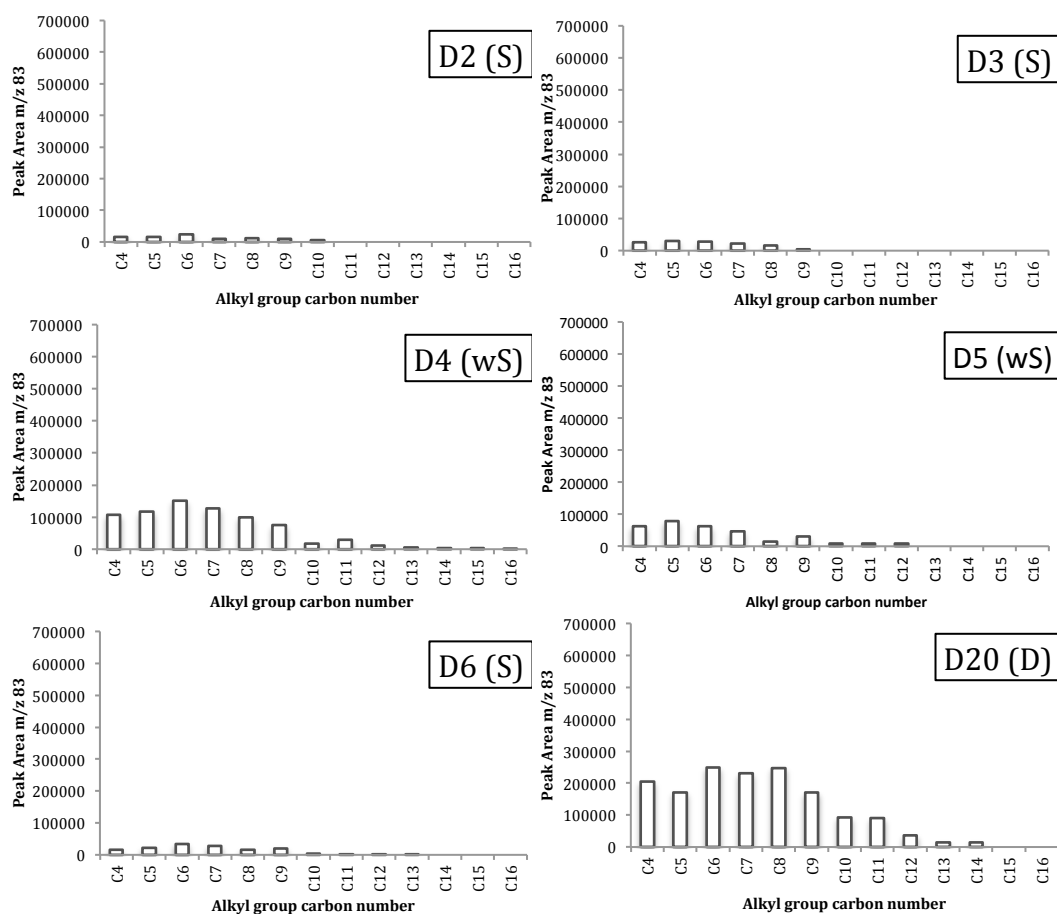 D2 (S)
Peak Area m/z 83
700000
600000
500000
400000
300000
200000
100000
0
C4 C5 C6 C7 C8 C9 C10 C11 C12 C13 C14 C15 C16
Alkyl group carbon number
D3 (S)
Peak Area m/z 83
700000
600000
500000
400000
300000
200000
100000
0
C4 C5 C6 C7 C8 C9 C10 C11 C12 C13 C14 C15 C16
Alkyl group carbon number
D4 (wS)
Peak Area m/z 83
700000
600000
500000
400000
300000
200000
100000
0
C4 C5 C6 C7 C8 C9 C10 C11 C12 C13 C14 C15 C16
Alkyl group carbon number
D5 (wS)
Peak Area m/z 83
700000
600000
500000
400000
300000
200000
100000
0
C4 C5 C6 C7 C8 C9 C10 C11 C12 C13 C14 C15 C16
Alkyl group carbon number
D6 (S)
Peak Area m/z 83
700000
600000
500000
400000
300000
200000
100000
0
C4 C5 C6 C7 C8 C9 C10 C11 C12 C13 C14 C15 C16
Alkyl group carbon number
D20 (D)
Peak Area m/z 83
700000
600000
500000
400000
300000
200000
100000
0
C4 C5 C6 C7 C8 C9 C10 C11 C12 C13 C14 C15 C16
Alkyl group carbon number